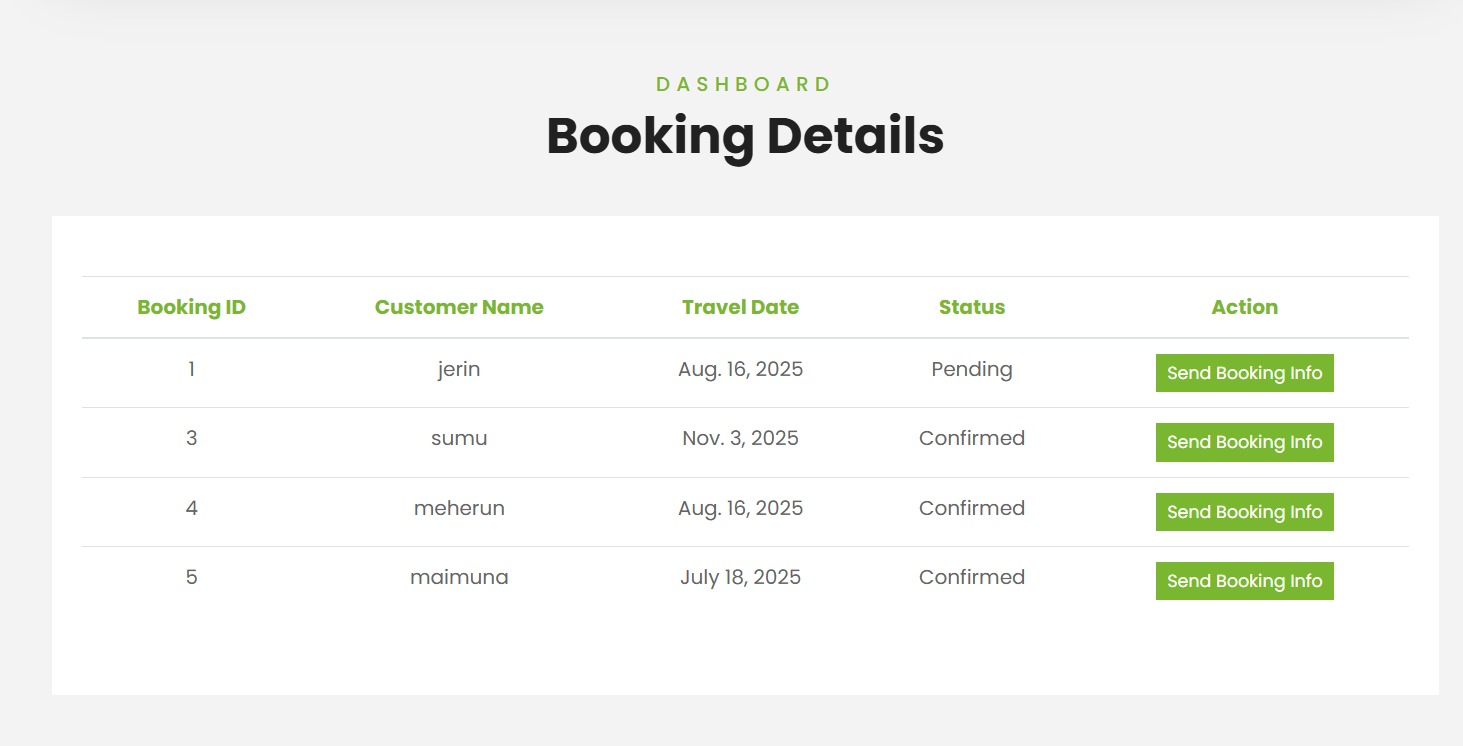 DASHBOARD
Booking Details
Booking ID Customer Name Travel Date Status Action
1 jerin Aug. 16, 2025 Pending Send Booking Info
3 sumu Nov. 3, 2025 Confirmed Send Booking Info
4 meherun Aug. 16, 2025 Confirmed Send Booking Info
5 maimuna July 18, 2025 Confirmed Send Booking Info